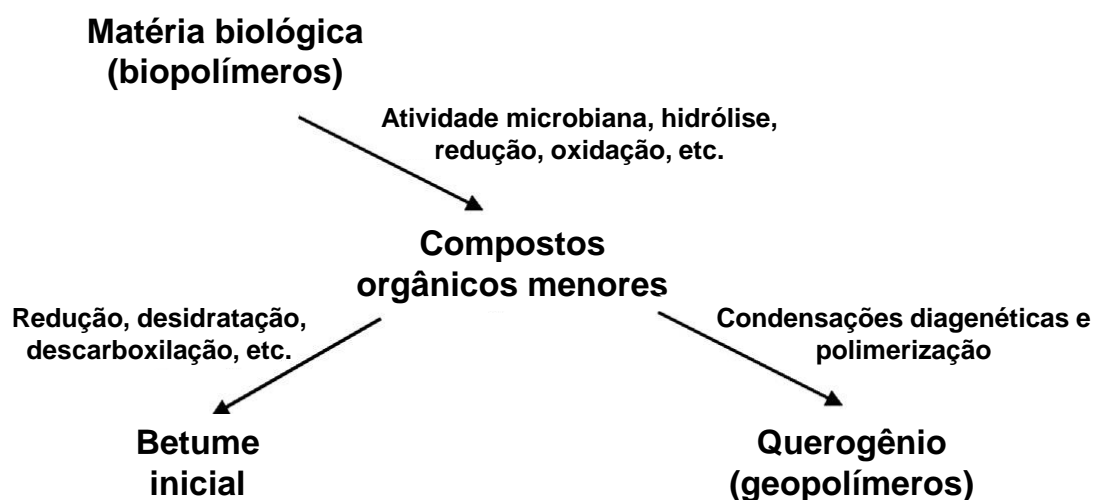 Matéria biológica
(biopolímeros)
Atividade microbiana, hidrólise,
redução, oxidação, etc.
Compostos
orgânicos menores
Redução, desidratação,
descarboxilação, etc.
Condensações diagenéticas e
polimerização
Betume
inicial
Querogênio
(geopolímeros)